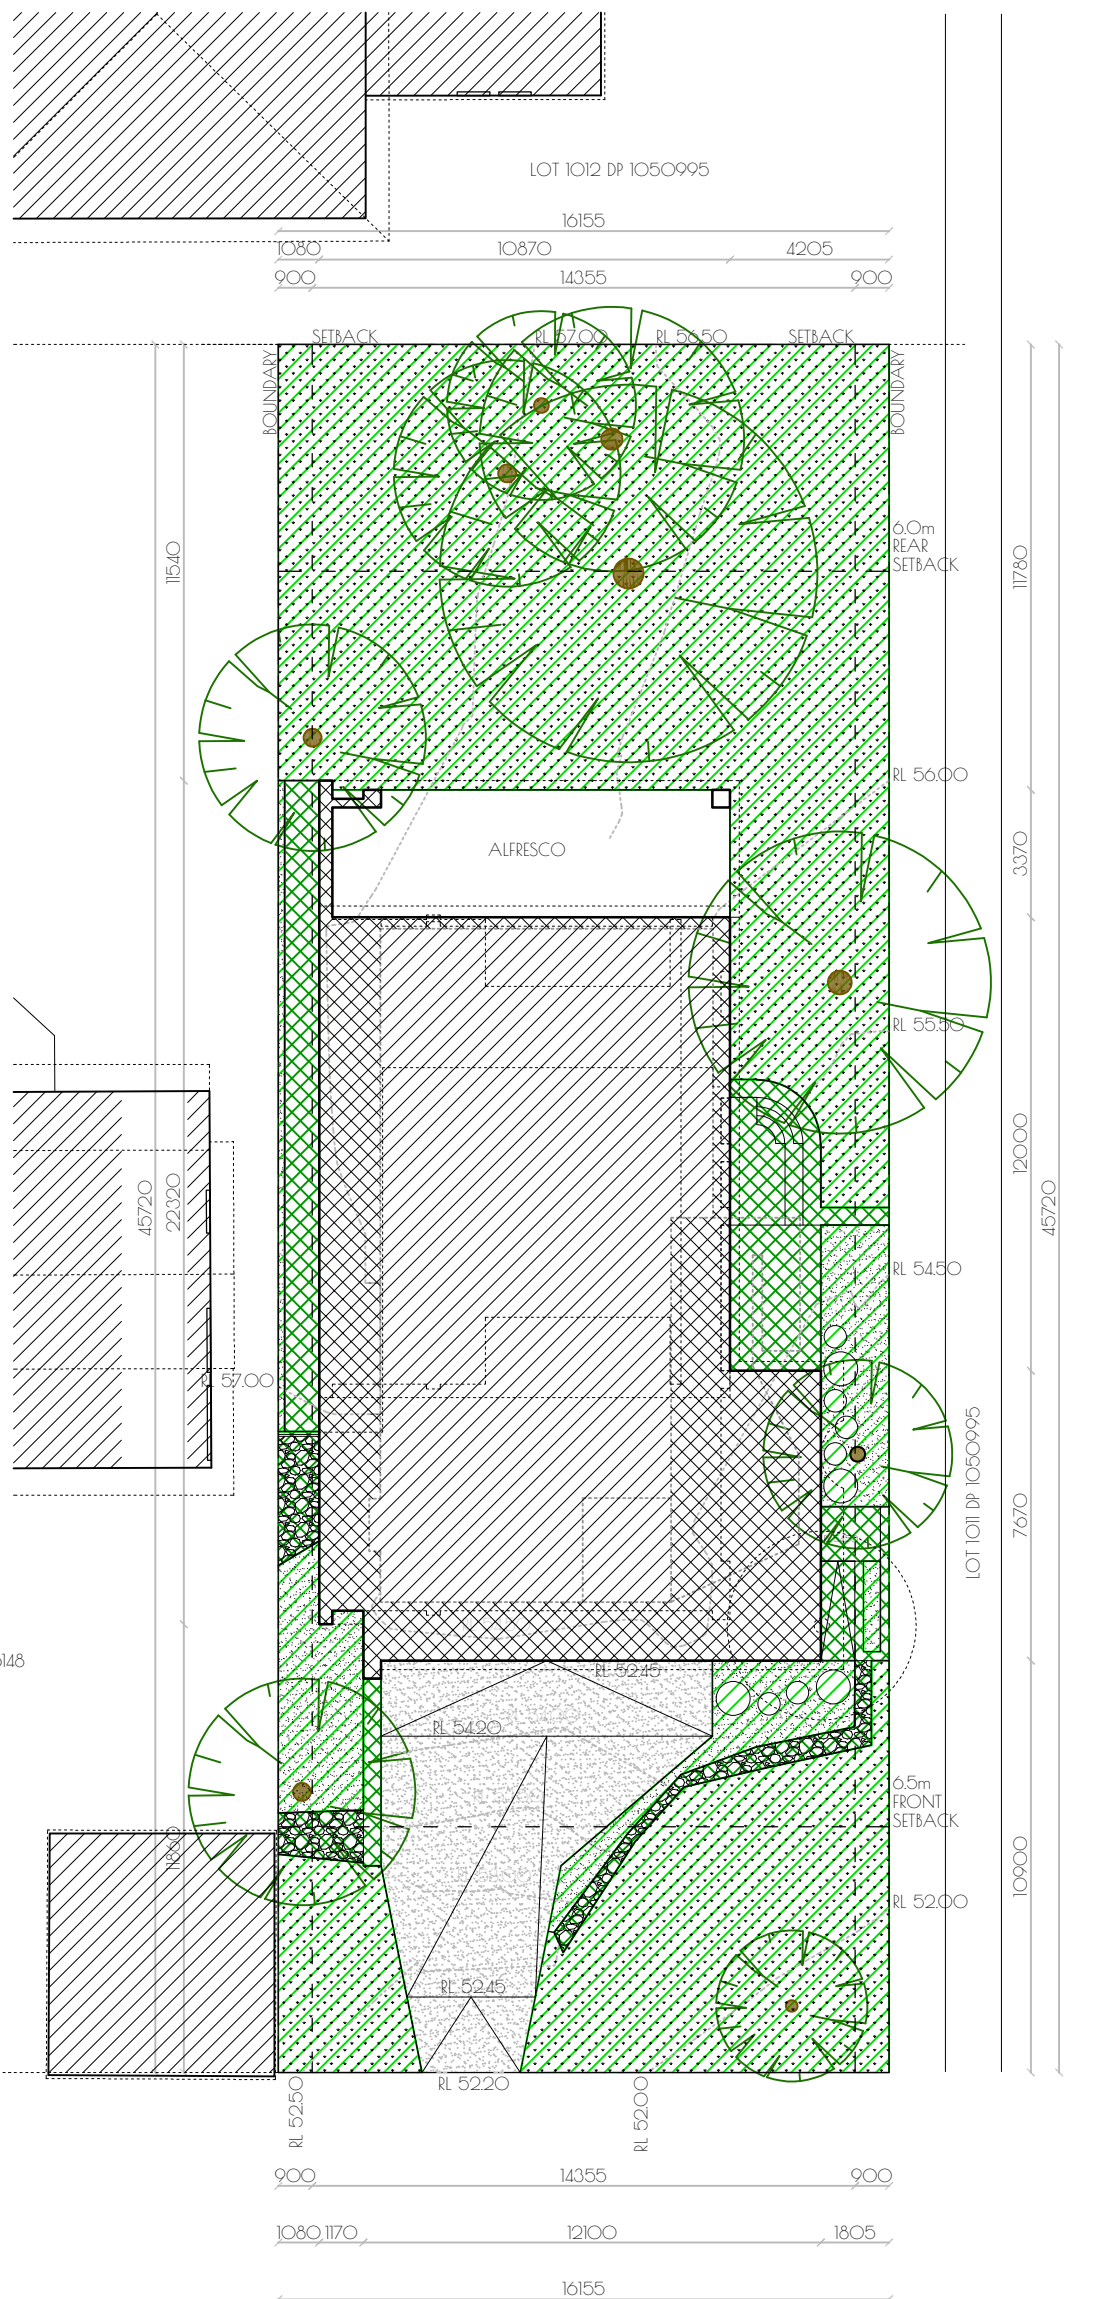 LOT 1012 DP 1050995
16155
1080
10870
4205
900
14355
900
SETBACK
RL 57.00
RL 56.50
SETBACK
BOUNDARY
BOUNDARY
6.0m
REAR
SETBACK
11540
11780
RL 56.00
ALFRESCO
3370
RL 55.50
12000
45720
22320
45720
RL 54.50
RL 57.00
LOT 1011 DP 1050995
7670
RL 52.45
RL 54.20
6.5m
FRONT
SETBACK
11860
10900
RL 52.00
RL 52.45
RL 52.20
RL 52.50
RL 52.00
900
14355
900
1080
1170
12100
1805
16155